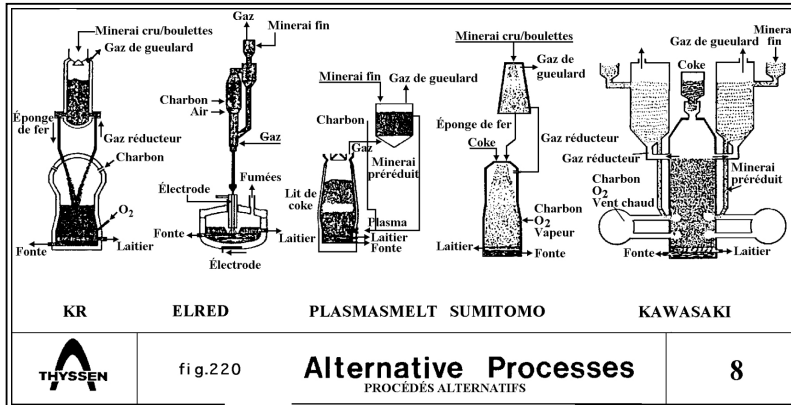 Minerai cru/boulettes
Gaz de gueulard
Éponge
de fer
Gaz réducteur
Charbon
O2
Fonte
Laitier
Gaz
Minerai fin
Charbon
Air
Gaz
Électrode
Fumées
Fonte
Laitier
Électrode
Minerai fin
Gaz de gueulard
Charbon
Gaz
Minerai
préréduit
Lit de
coke
Plasma
Laitier
Fonte
Minerai cru/boulettes
Gaz de
gueulard
Éponge de fer
Coke
Gaz réducteur
Charbon
O2
Vapeur
Laitier
Fonte
Gaz de gueulard
Minerai
fin
Coke
Gaz réducteur
Minerai
préréduit
Charbon
O2
Vent chaud
Fonte
Laitier
KR ELRED PLASMASMELT SUMITOMO KAWASAKI
THYSSEN
fig.220
Alternative Processes
PROCÉDÉS ALTERNATIFS
8